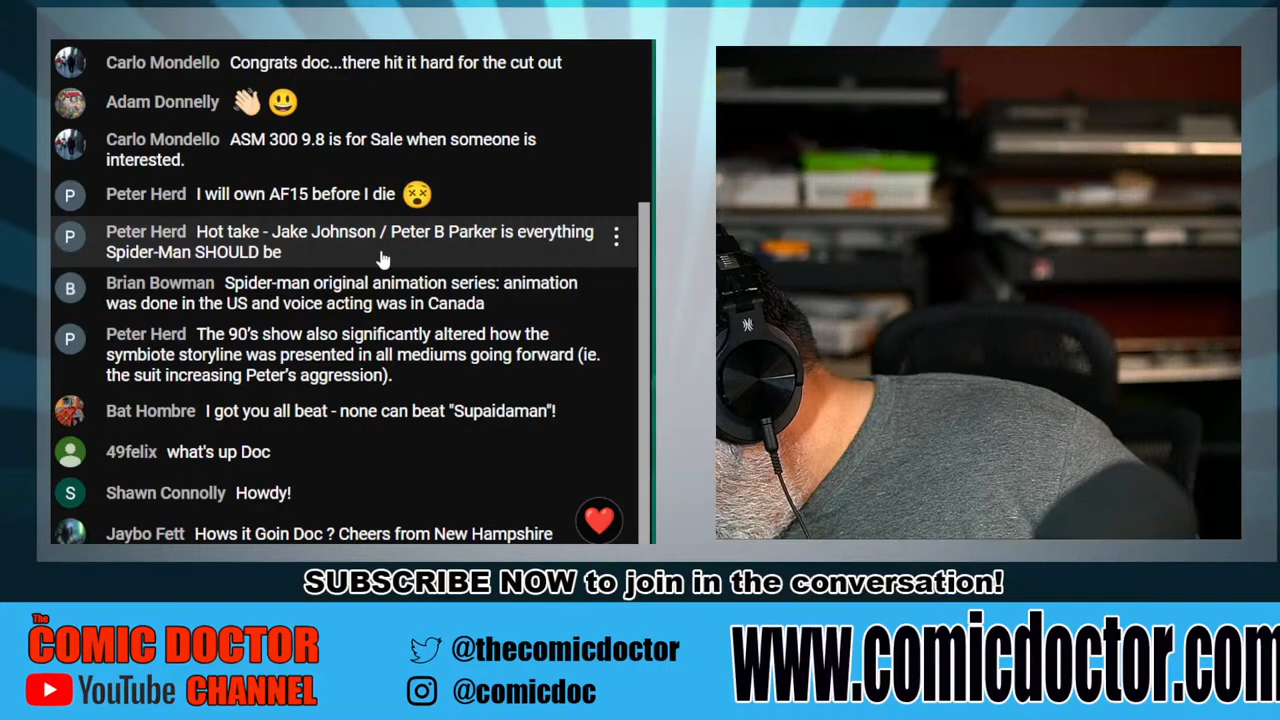 Carlo Mondello Congrats doc...there hit it hard for the cut out
Adam Donnelly 👏🏻 😃
Carlo Mondello ASM 300 9.8 is for Sale when someone is
interested.
P Peter Herd I will own AF15 before I die 😵
P Peter Herd Hot take - Jake Johnson / Peter B Parker is everything
Spider-Man SHOULD be
B Brian Bowman Spider-man original animation series: animation
was done in the US and voice acting was in Canada
P Peter Herd The 90's show also significantly altered how the
symbiote storyline was presented in all mediums going forward (ie.
the suit increasing Peter's aggression).
Bat Hombre I got you all beat - none can beat "Supaidaman"!
49felix what's up Doc
S Shawn Connolly Howdy!
Jaybo Fett Hows it Goin Doc ? Cheers from New Hampshire
SUBSCRIBE NOW to join in the conversation!
The
COMIC DOCTOR
YouTube CHANNEL
@thecomicdoctor
@comicdoc
www.comicdoctor.com